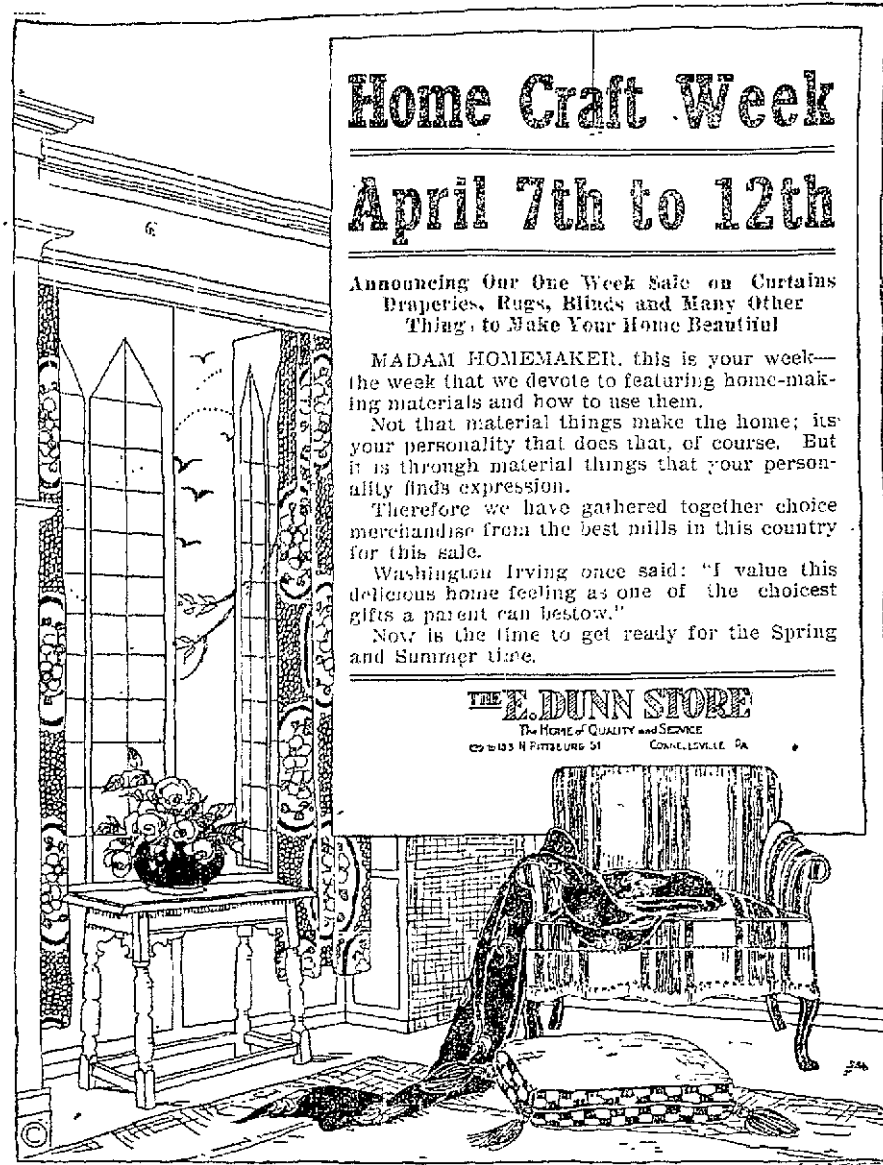 Home Craft Week
April 7th to 12th
Announcing Our One Week Sale on Curtains
Draperies, Rugs, Blinds and Many Other
Things to Make Your Home Beautiful
MADAM HOMEMAKER, this is your week—
the week that we devote to featuring home-mak-
ing materials and how to use them.
Not that material things make the home; its
your personality that does that, of course. But
it is through material things that your person-
ality finds expression.
Therefore we have gathered together choice
merchandise from the best mills in this country
for this sale.
Washington Irving once said: "I value this
delicious home feeling as one of the choicest
gifts a parent can bestow."
Now is the time to get ready for the Spring
and Summer time.
THE E. DUNN STORE
The HOME of QUALITY and SERVICE
N PITTSBURG ST CONNELLSVILLE PA
©